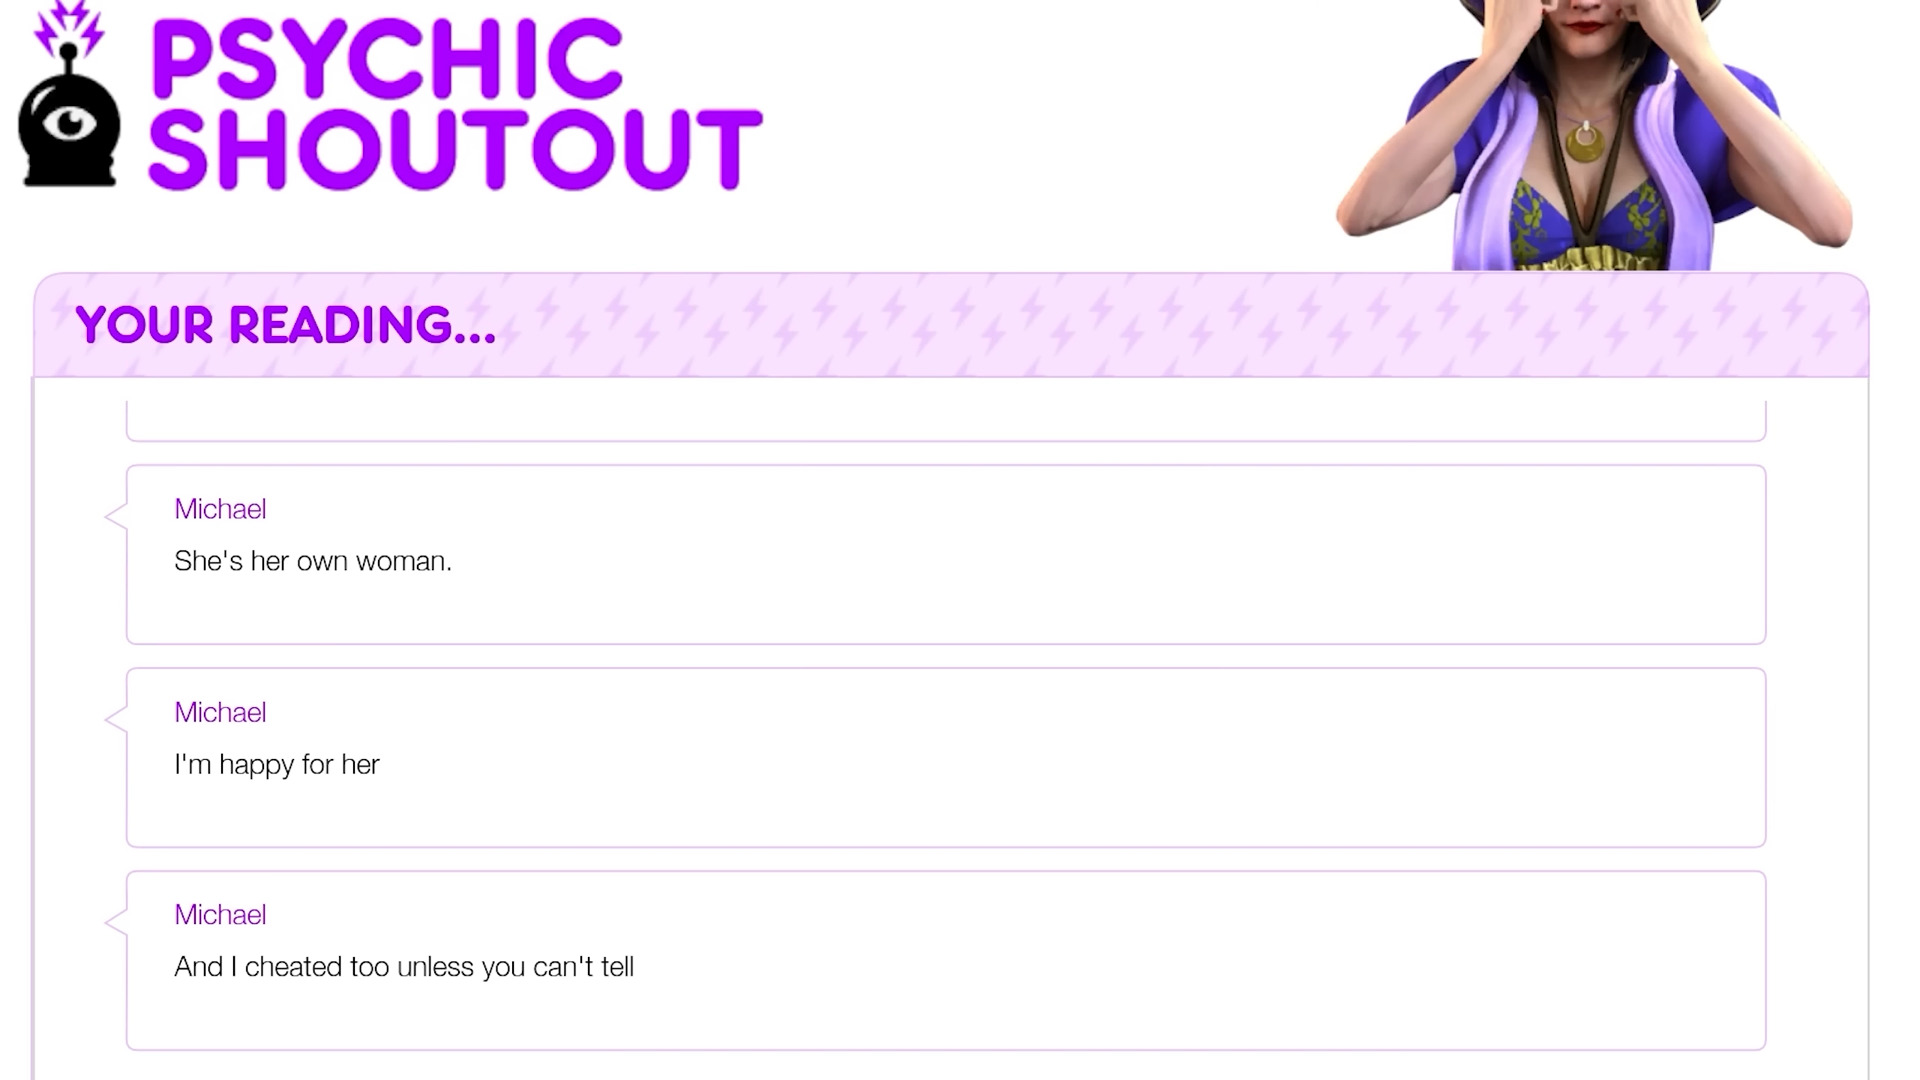 PSYCHIC
SHOUTOUT
YOUR READING...
Michael
She's her own woman.
Michael
I'm happy for her
Michael
And I cheated too unless you can't tell